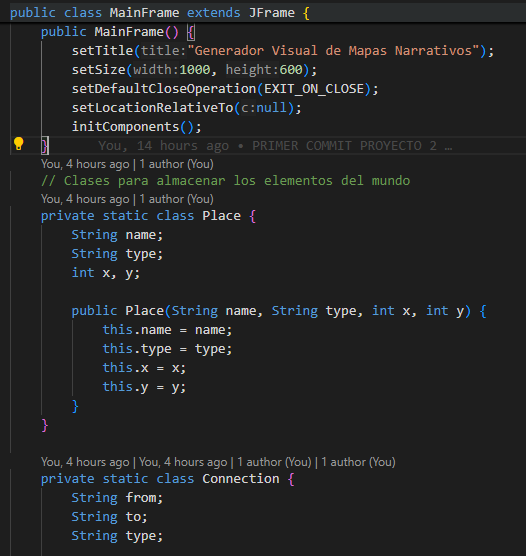 public class MainFrame extends JFrame {
public MainFrame() {
setTitle(title:"Generador Visual de Mapas Narrativos");
setSize(width:1000, height:600);
setDefaultCloseOperation(EXIT_ON_CLOSE);
setLocationRelativeTo(c:null);
initComponents();
} You, 14 hours ago • PRIMER COMMIT PROYECTO 2 …
You, 4 hours ago | 1 author (You)
// Clases para almacenar los elementos del mundo
You, 4 hours ago | 1 author (You)
private static class Place {
String name;
String type;
int x, y;
public Place(String name, String type, int x, int y) {
this.name = name;
this.type = type;
this.x = x;
this.y = y;
}
}
You, 4 hours ago | You, 4 hours ago | 1 author (You) | 1 author (You)
private static class Connection {
String from;
String to;
String type;